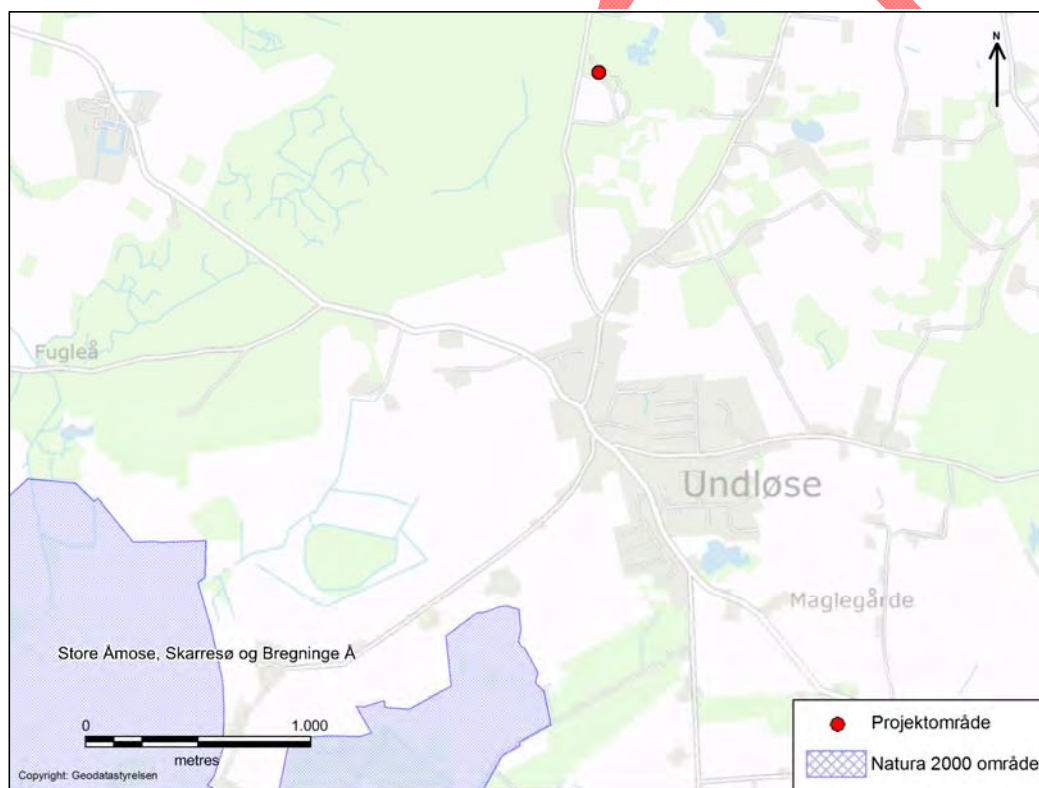 N
Fugleå
Undløse
Maglegårde
Store Åmose, Skarresø og Bregninge Å
0 1.000
metres
Copyright: Geodatastyrelsen
Projektområde
Natura 2000 område